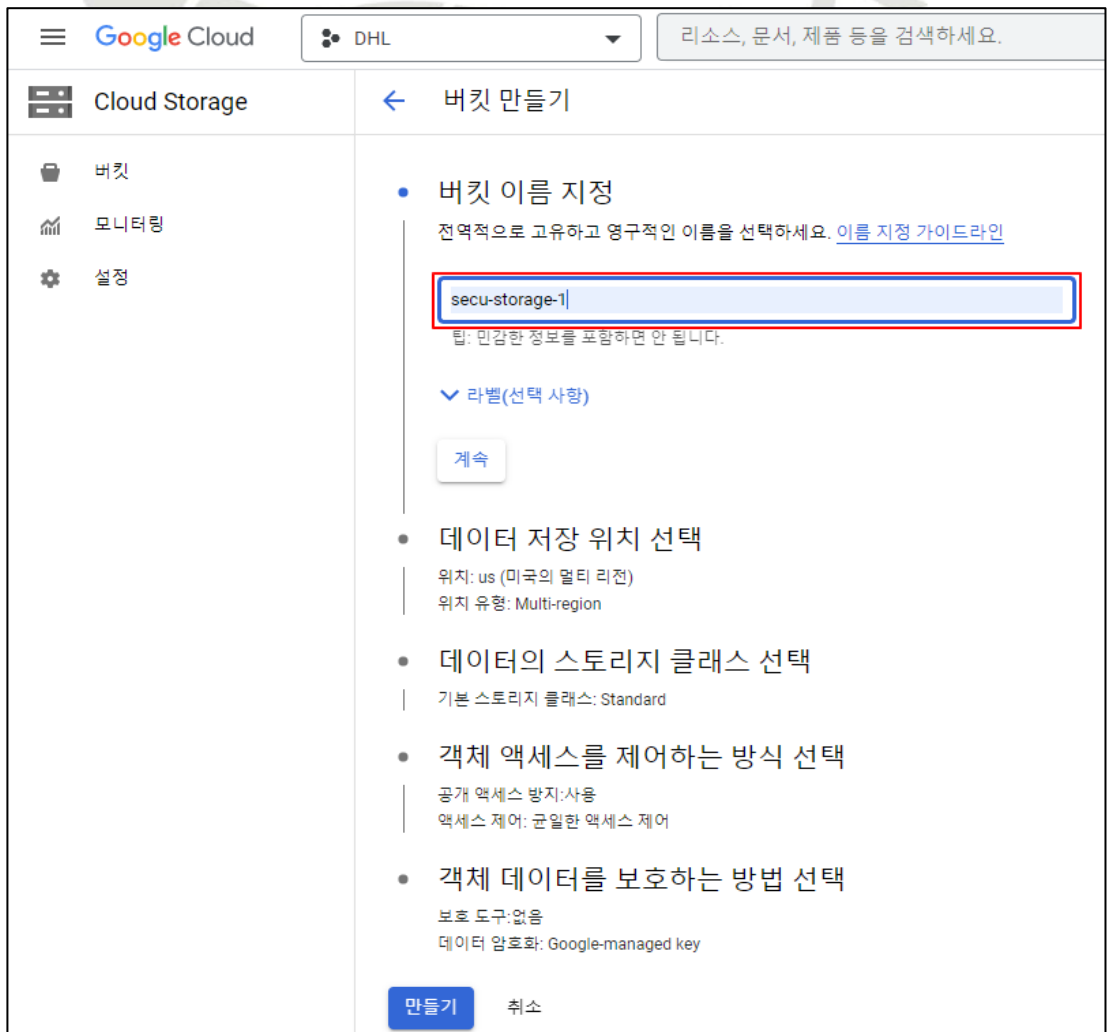 Google Cloud
DHL
리소스, 문서, 제품 등을 검색하세요.
Cloud Storage
버킷 만들기
버킷
모니터링
설정
버킷 이름 지정
전역적으로 고유하고 영구적인 이름을 선택하세요. 이름 지정 가이드라인
secu-storage-1
팁: 민감한 정보를 포함하면 안 됩니다.
라벨(선택 사항)
계속
데이터 저장 위치 선택
위치: us (미국의 멀티 리전)
위치 유형: Multi-region
데이터의 스토리지 클래스 선택
기본 스토리지 클래스: Standard
객체 액세스를 제어하는 방식 선택
공개 액세스 방지:사용
액세스 제어: 균일한 액세스 제어
객체 데이터를 보호하는 방법 선택
보호 도구:없음
데이터 암호화: Google-managed key
만들기 취소